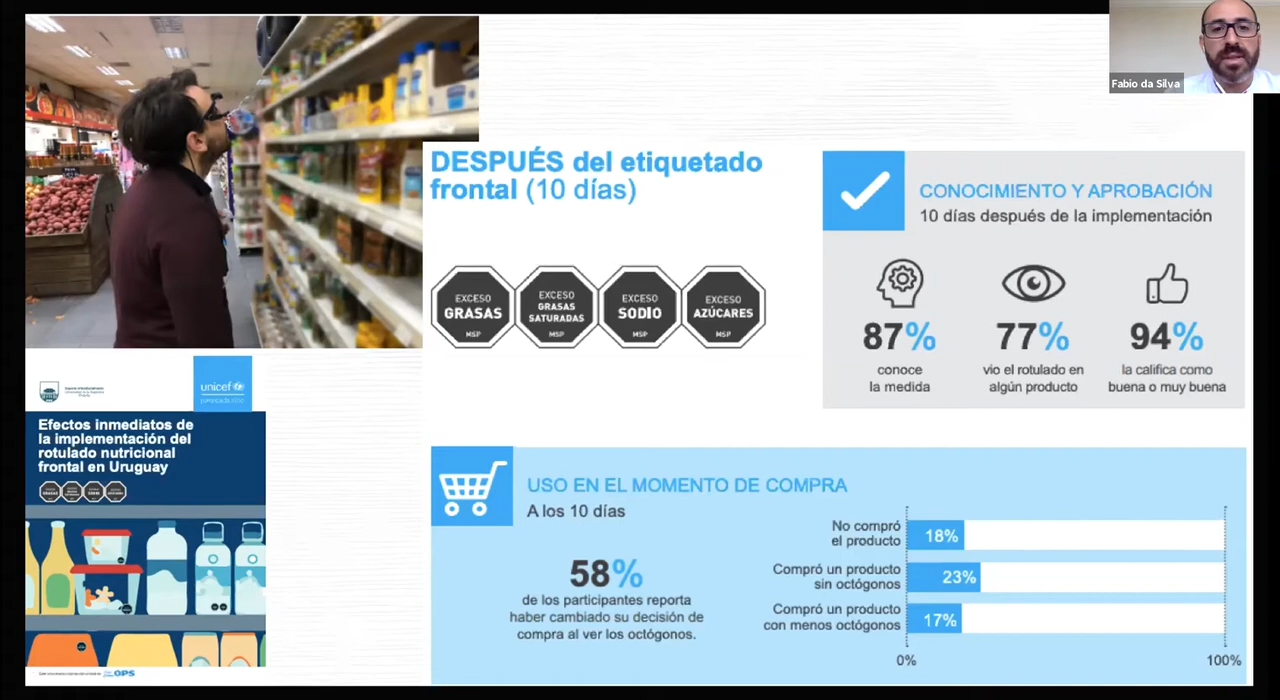 Fabio da Silva
DESPUÉS del etiquetado
frontal (10 días)
EXCESO
GRASAS
MSP
EXCESO
GRASAS
SATURADAS
MSP
EXCESO
SODIO
MSP
EXCESO
AZÚCARES
MSP
CONOCIMIENTO Y APROBACIÓN
10 días después de la implementación
87%
conoce
la medida
77%
vio el rotulado en
algún producto
94%
la califica como
buena o muy buena
unicef
Efectos inmediatos de
la implementación del
rotulado nutricional
frontal en Uruguay
OPS
USO EN EL MOMENTO DE COMPRA
A los 10 días
58%
de los participantes reporta
haber cambiado su decisión de
compra al ver los octógonos.
No compró
el producto
18%
Compró un producto
sin octógonos
23%
Compró un producto
con menos octógonos
17%
0%
100%